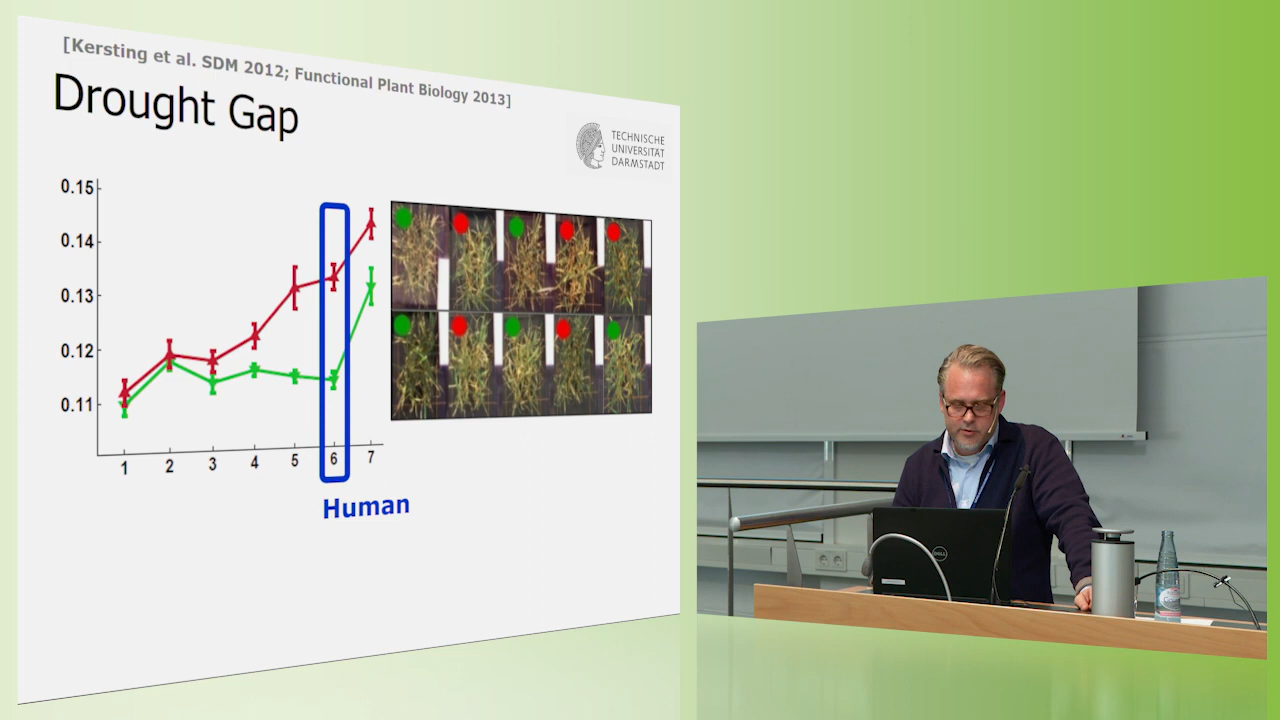 [Kersting et al. SDM 2012; Functional Plant Biology 2013]
Drought Gap
TECHNISCHE
UNIVERSITÄT
DARMSTADT
0.15
0.14
0.13
0.12
0.11
1 2 3 4 5 6 7
Human
DELL